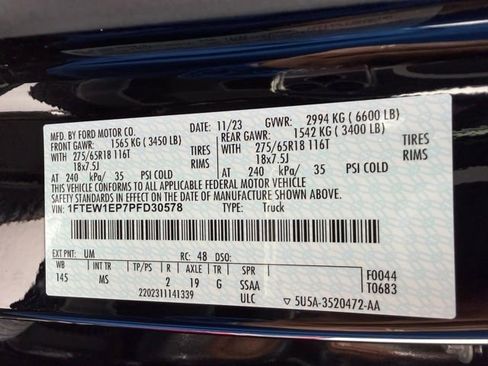 MFD. BY FORD MOTOR CO. 11/23 GVWR: 2994 KG ( 6600 LB)
FRONT GAWR: 1565 KG ( 3450 LB) REAR GAWR: 1542 KG ( 3400 LB)
275/65R18 116T TIRES 275/65R18 116T TIRES
18x7.5J RIMS 18x7.5J RIMS
AT 240 kPa/ 35 PSI COLD AT 240 kPa/ 35 PSI COLD
THIS VEHICLE CONFORMS TO ALL APPLICABLE FEDERAL MOTOR VEHICLE
SAFETY STANDARDS IN EFFECT ON THE DATE OF MANUFACTURE SHOWN ABOVE.
VIN: 1FTEW1EP7PFD30578 TYPE: Truck
EXT PNT: UM RC: 48 DSO:
WB INT TR TP/PS R AXLE TR SPR F0044
145 MS 2 19 G SSAA T0683
2202311141339 ULC 5U5A-3520472-AA